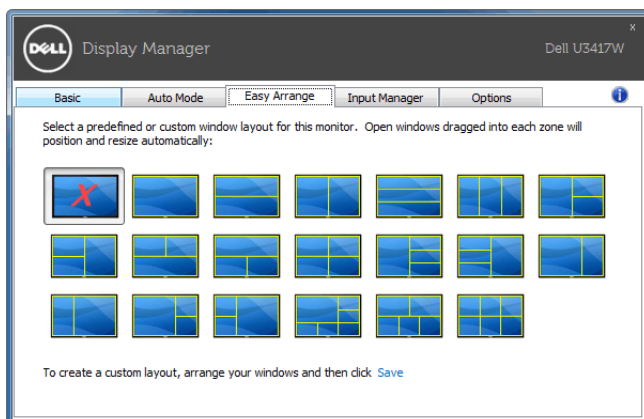 DELL Display Manager
Dell U3417W
x
Basic
Auto Mode
Easy Arrange
Input Manager
Options
i
Select a predefined or custom window layout for this monitor. Open windows dragged into each zone will
position and resize automatically:
X
To create a custom layout, arrange your windows and then click Save